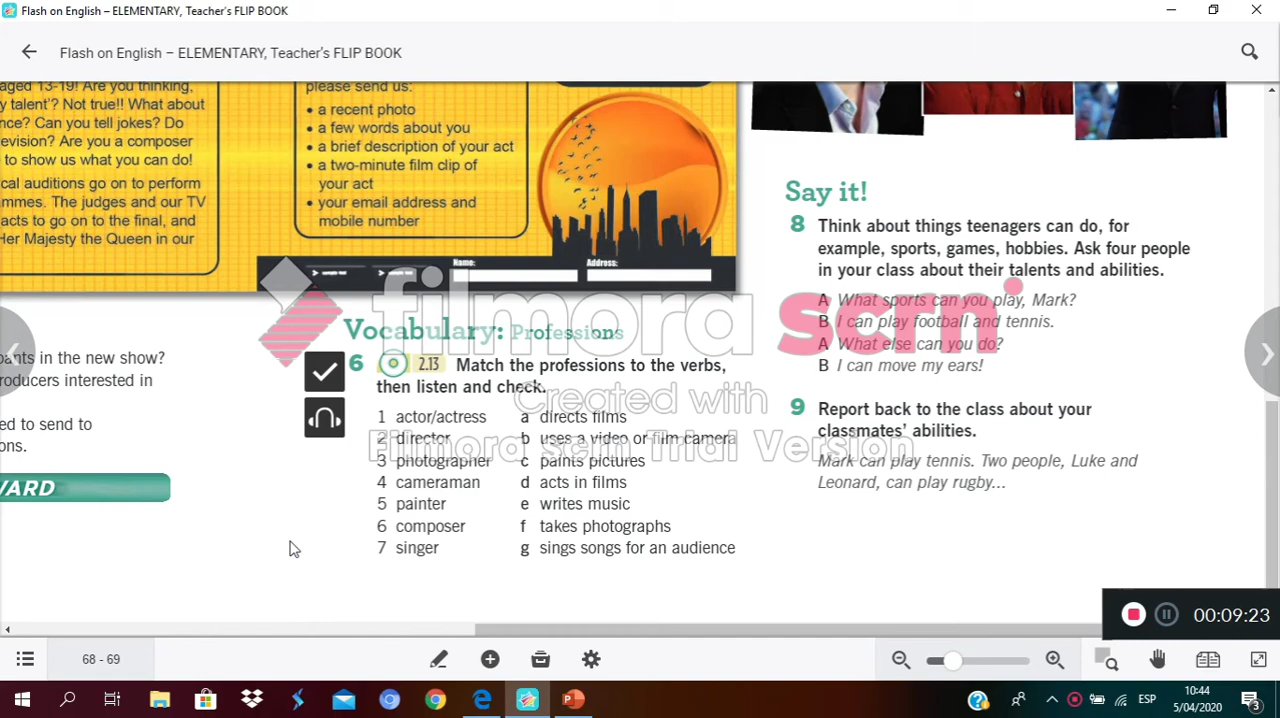 Flash on English – ELEMENTARY, Teacher's FLIP BOOK
Flash on English – ELEMENTARY, Teacher's FLIP BOOK
aged 13-19! Are you thinking,
y talent'? Not true!! What about
nce? Can you tell jokes? Do
evision? Are you a composer
to show us what you can do!
cal auditions go on to perform
mmes. The judges and our TV
acts to go on to the final, and
Her Majesty the Queen in our
please send us:
• a recent photo
• a few words about you
• a brief description of your act
• a two-minute film clip of
your act
• your email address and
mobile number
sample text
sample text
Name:
Address:
pants in the new show?
roducers interested in
ed to send to
ons.
WARD
Vocabulary: Professions
6 2.13 Match the professions to the verbs,
then listen and check.
1 actor/actress a directs films
2 director b uses a video or film camera
3 photographer c paints pictures
4 cameraman d acts in films
5 painter e writes music
6 composer f takes photographs
7 singer g sings songs for an audience
Say it!
8 Think about things teenagers can do, for
example, sports, games, hobbies. Ask four people
in your class about their talents and abilities.
A What sports can you play, Mark?
B I can play football and tennis.
A What else can you do?
B I can move my ears!
9 Report back to the class about your
classmates' abilities.
Mark can play tennis. Two people, Luke and
Leonard, can play rugby...
filmora scrn
Created with
Filmora scrn Trial Version
00:09:23
68 - 69
ESP
10:44
5/04/2020
3